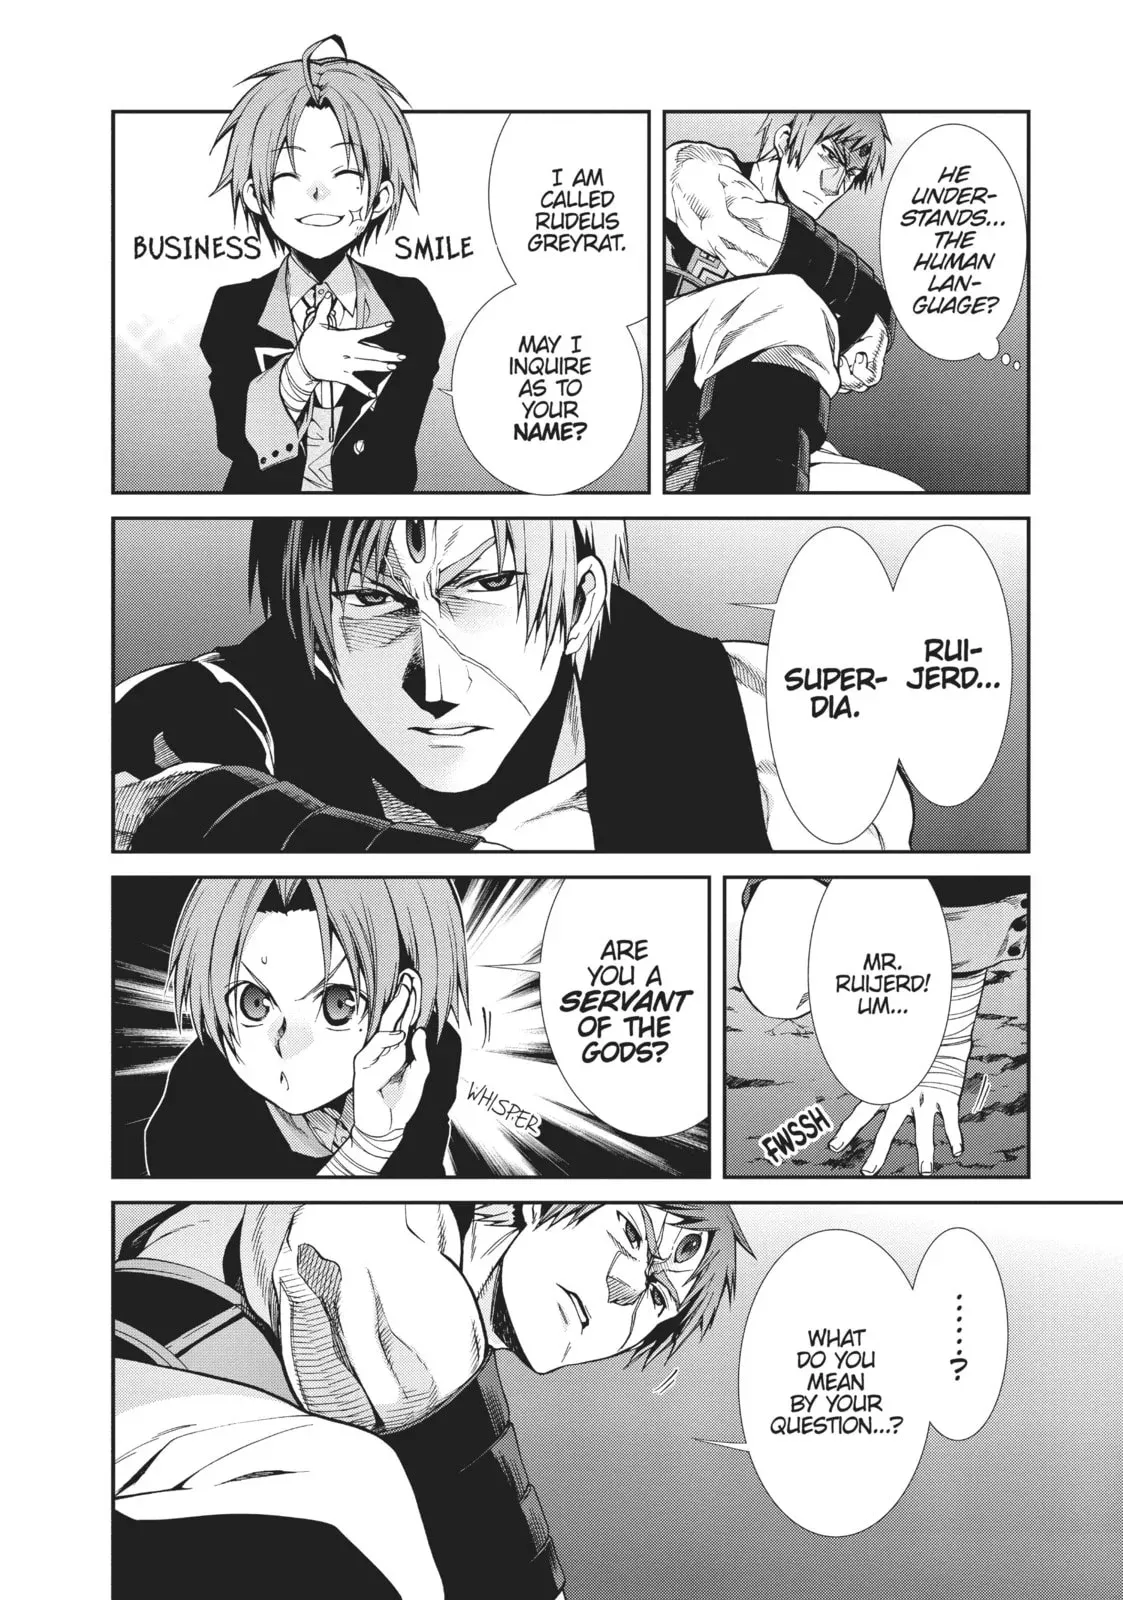 HE
UNDER-
STANDS...
THE
HUMAN
LAN-
GUAGE?
I AM
CALLED
RUDEUS
GREYRAT.
MAY I
INQUIRE
AS TO
YOUR
NAME?
BUSINESS SMILE
RUI-
JERD...
SUPER-
DIA.
MR.
RUIJERD!
UM...
FWSSH
ARE
YOU A
SERVANT
OF THE
GODS?
WHISPER
.......?
WHAT
DO YOU
MEAN
BY YOUR
QUESTION...?